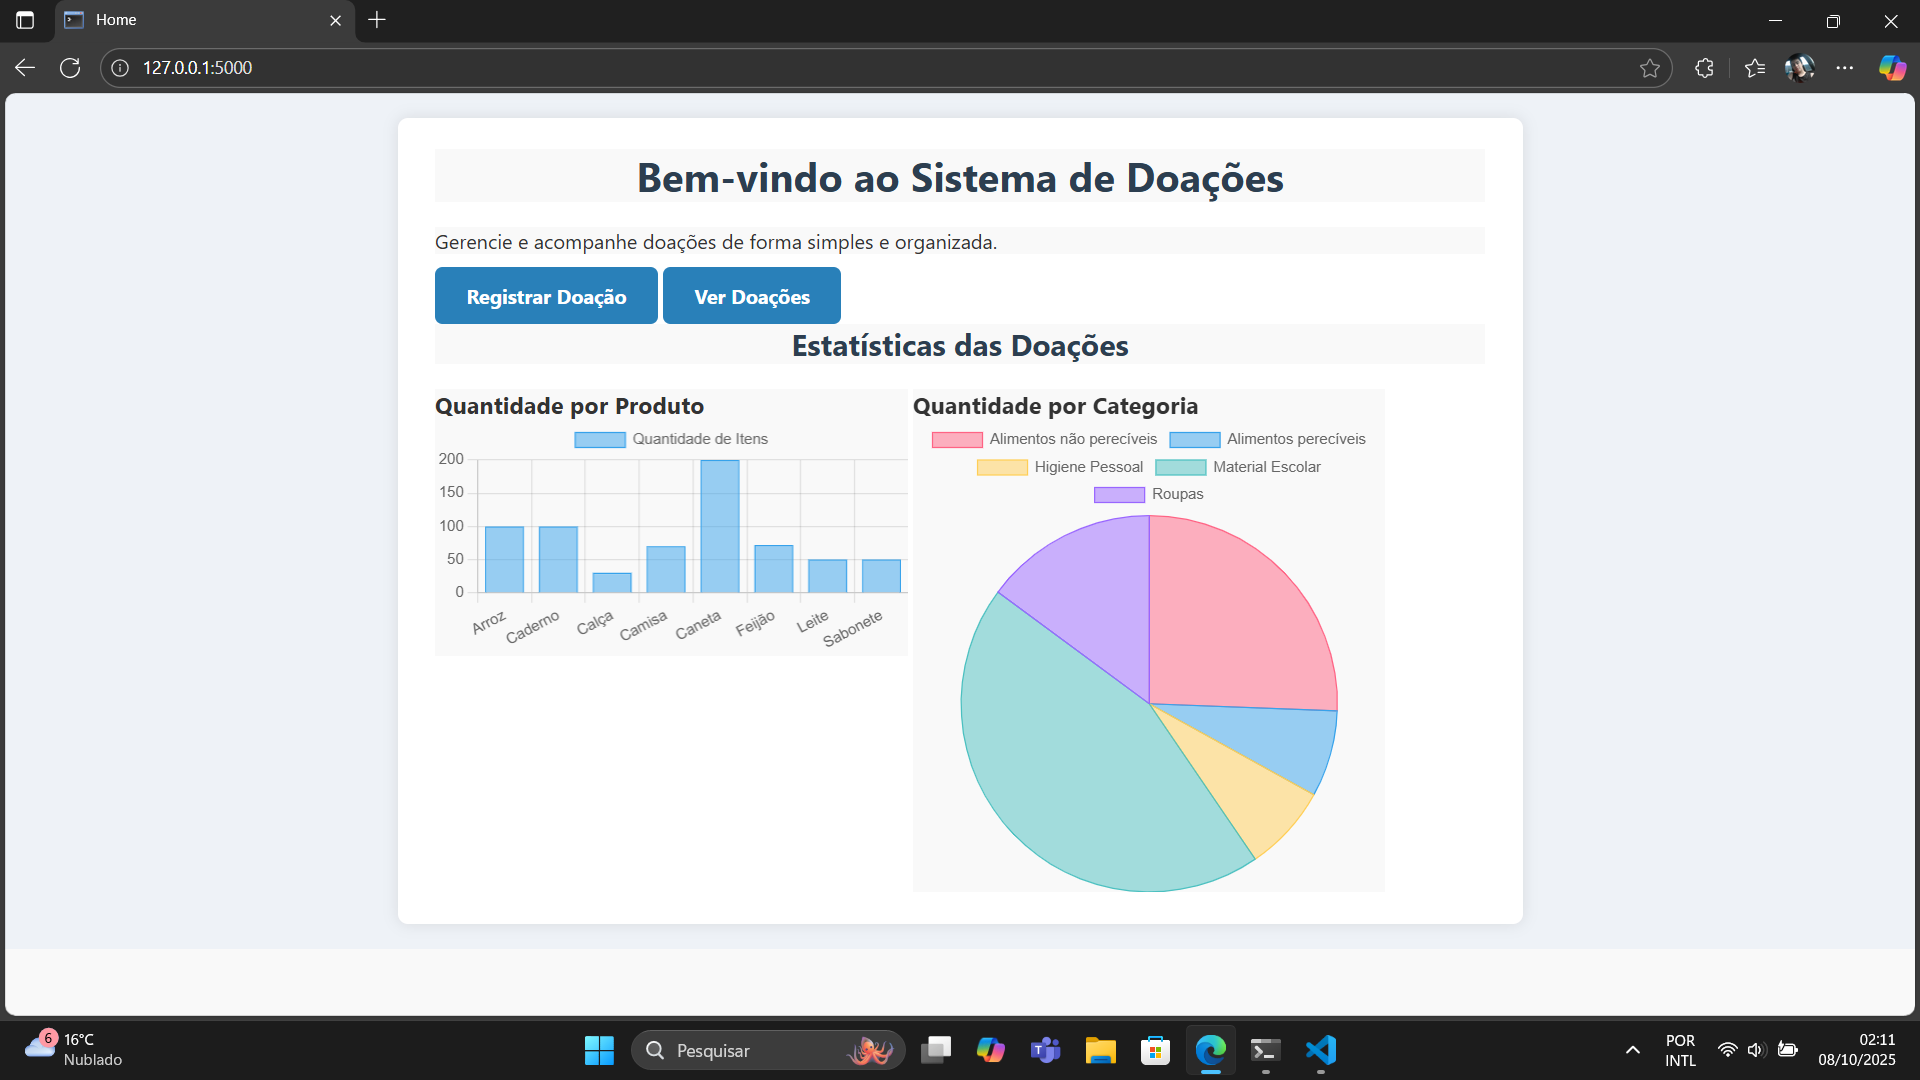 Home
127.0.0.1:5000
Bem-vindo ao Sistema de Doações
Gerencie e acompanhe doações de forma simples e organizada.
Registrar Doação
Ver Doações
Estatísticas das Doações
Quantidade por Produto
Quantidade de Itens
200
150
100
50
0
Arroz
Caderno
Calça
Camisa
Caneta
Feijão
Leite
Sabonete
Quantidade por Categoria
Alimentos não perecíveis
Alimentos perecíveis
Higiene Pessoal
Material Escolar
Roupas
6
16°C
Nublado
Pesquisar
POR
INTL
02:11
08/10/2025